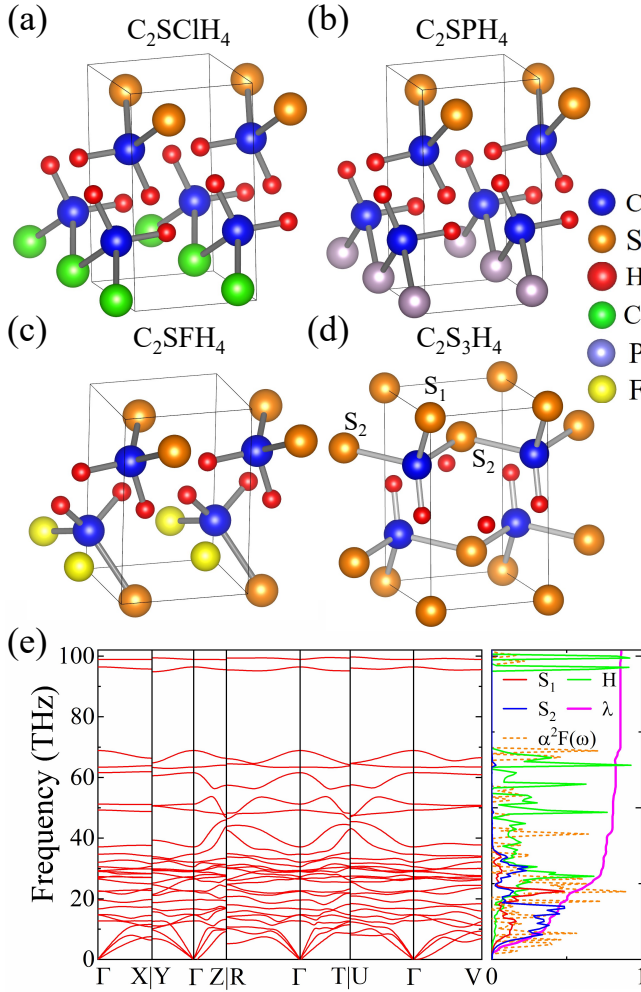 (a) C₂SClH₄
(b) C₂SPH₄
C
S
H
C
P
F
(c) C₂SFH₄
(d) C₂S₃H₄
S₁
S₂
S₂
(e)
100
80
60
40
20
0
Frequency (THz)
Γ X|Y Γ Z|R Γ T|U Γ V
S₁ H
S₂ λ
α²F(ω)
0 1